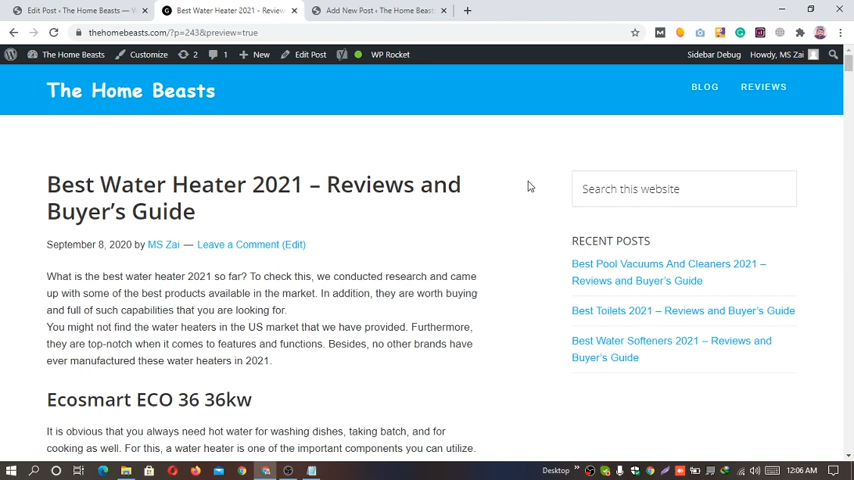 Edit Post ‹ The Home Beasts —
Best Water Heater 2021 – Review
Add New Post ‹ The Home Beasts
thehomebeasts.com/?p=243&preview=true
The Home Beasts
Customize
2
1
New
Edit Post
WP Rocket
Sidebar Debug
Howdy, MS Zai
The Home Beasts
BLOG
REVIEWS
Best Water Heater 2021 – Reviews and
Buyer's Guide
September 8, 2020 by MS Zai — Leave a Comment (Edit)
What is the best water heater 2021 so far? To check this, we conducted research and came
up with some of the best products available in the market. In addition, they are worth buying
and full of such capabilities that you are looking for.
You might not find the water heaters in the US market that we have provided. Furthermore,
they are top-notch when it comes to features and functions. Besides, no other brands have
ever manufactured these water heaters in 2021.
Ecosmart ECO 36 36kw
It is obvious that you always need hot water for washing dishes, taking batch, and for
cooking as well. For this, a water heater is one of the important components you can utilize.
Search this website
RECENT POSTS
Best Pool Vacuums And Cleaners 2021 –
Reviews and Buyer's Guide
Best Toilets 2021 – Reviews and Buyer's Guide
Best Water Softeners 2021 – Reviews and
Buyer's Guide
Desktop
12:06 AM